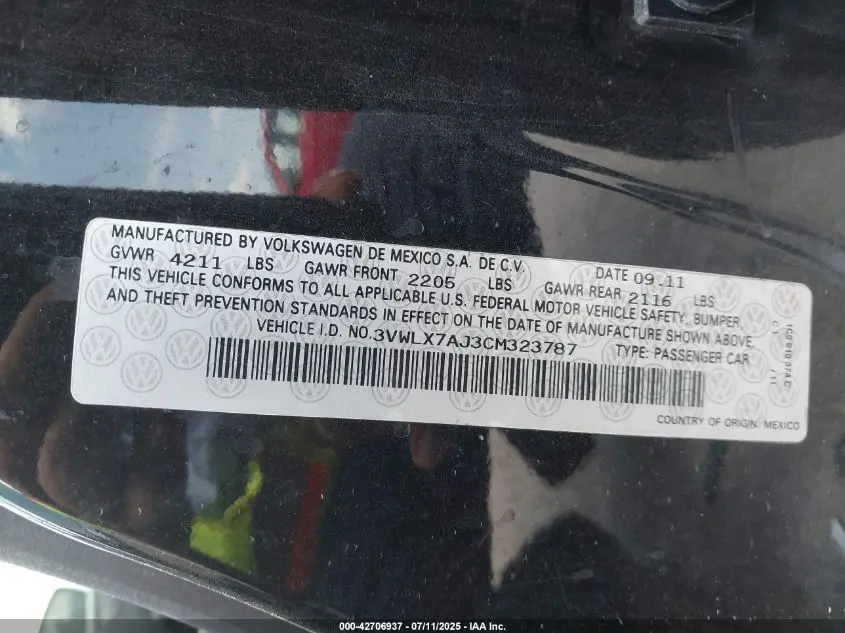 MANUFACTURED BY VOLKSWAGEN DE MEXICO S.A. DE C.V. DATE 09.11
GVWR 4211 LBS GAWR FRONT 2205 LBS GAWR REAR 2116 LBS
THIS VEHICLE CONFORMS TO ALL APPLICABLE U.S. FEDERAL MOTOR VEHICLE SAFETY, BUMPER,
AND THEFT PREVENTION STANDARDS IN EFFECT ON THE DATE OF MANUFACTURE SHOWN ABOVE.
VEHICLE I.D. NO.3VWLX7AJ3CM323787 TYPE: PASSENGER CAR
COUNTRY OF ORIGIN: MEXICO
000-42706937 - 07/11/2025 - IAA Inc.